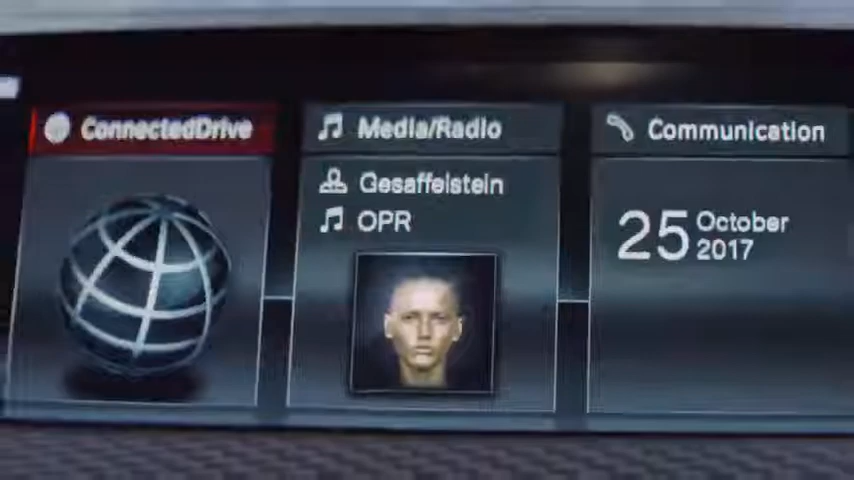 ConnectedDrive
Media/Radio
Gesaffelstein
OPR
Communication
25 October
2017